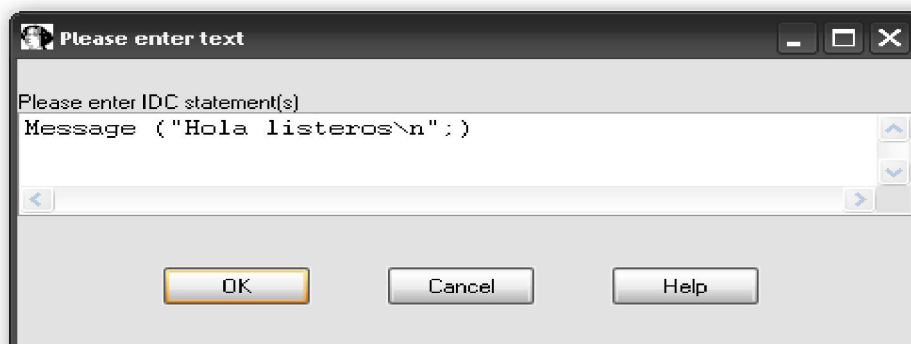 Please enter text
Please enter IDC statement(s)
Message ("Hola listeros\n";)
OK Cancel Help